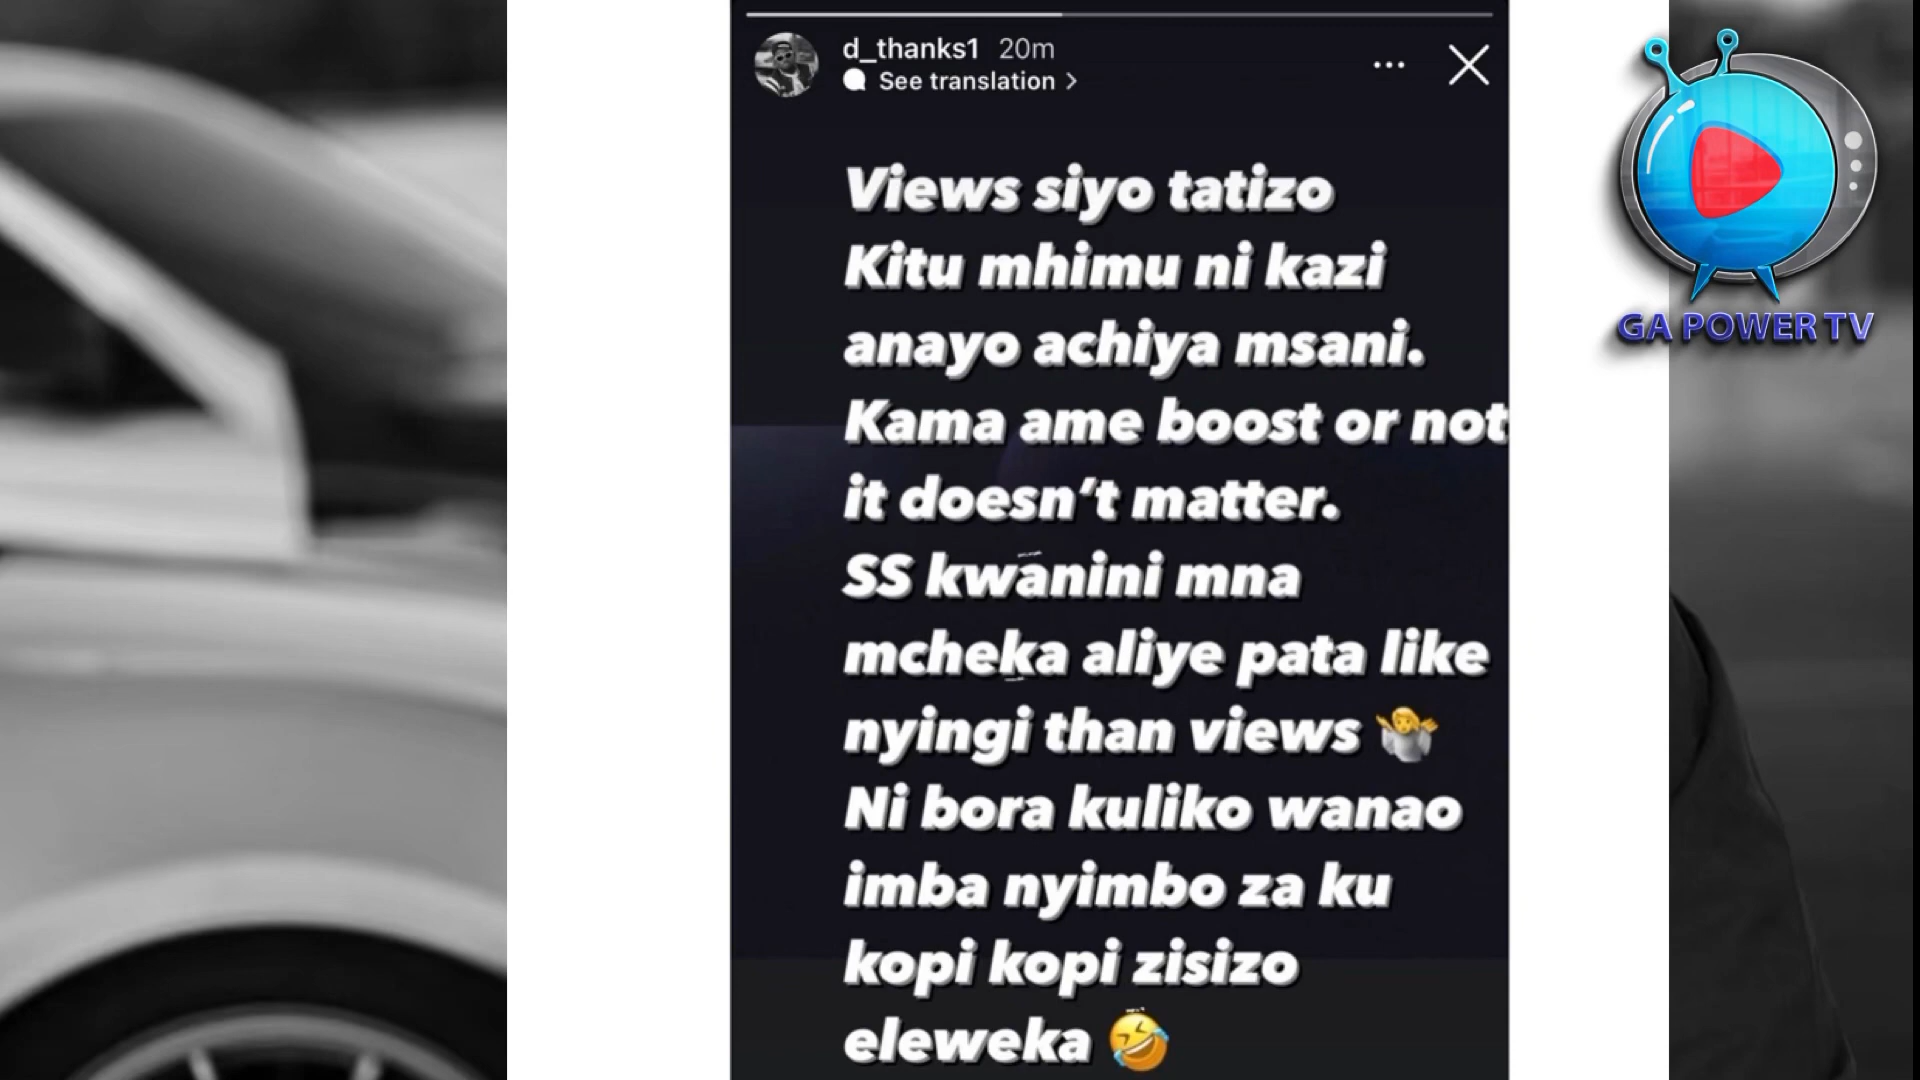 d_thanks1 20m
See translation >
Views siyo tatizo
Kitu mhimu ni kazi
anayo achiya msani.
Kama ame boost or not
it doesn't matter.
SS kwanini mna
mcheka aliye pata like
nyingi than views 🤷
Ni bora kuliko wanao
imba nyimbo za ku
kopi kopi zisizo
eleweka 🤣
GA POWER TV